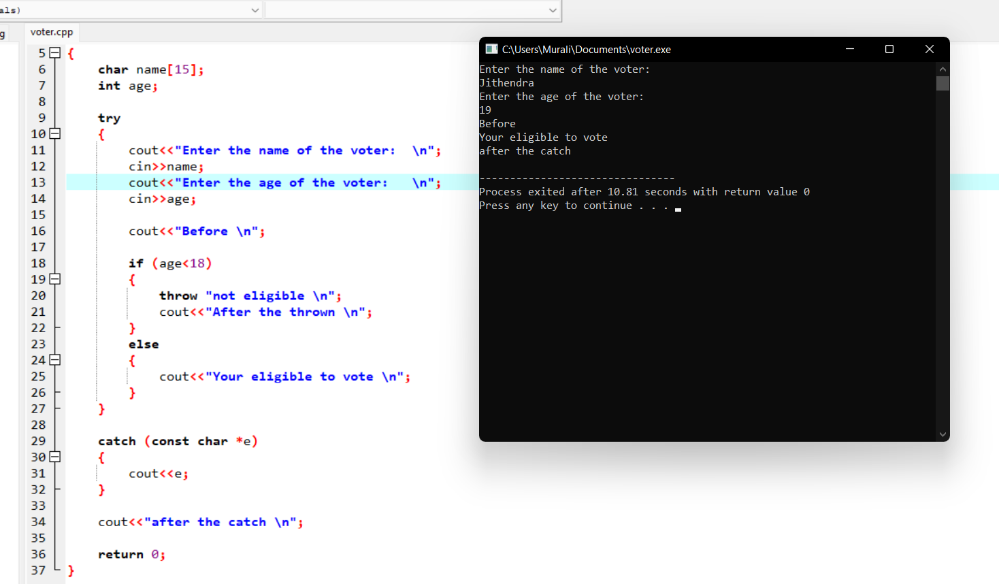 als)
g
voter.cpp
5 {
6 char name[15];
7 int age;
8
9 try
10 {
11 cout<<"Enter the name of the voter:  \n";
12 cin>>name;
13 cout<<"Enter the age of the voter:   \n";
14 cin>>age;
15
16 cout<<"Before \n";
17
18 if (age<18)
19 {
20 throw "not eligible \n";
21 cout<<"After the thrown \n";
22 }
23 else
24 {
25 cout<<"Your eligible to vote \n";
26 }
27 }
28
29 catch (const char *e)
30 {
31 cout<<e;
32 }
33
34 cout<<"after the catch \n";
35
36 return 0;
37 }
C:\Users\Murali\Documents\voter.exe
Enter the name of the voter:
Jithendra
Enter the age of the voter:
19
Before
Your eligible to vote
after the catch
--------------------------------
Process exited after 10.81 seconds with return value 0
Press any key to continue . . .